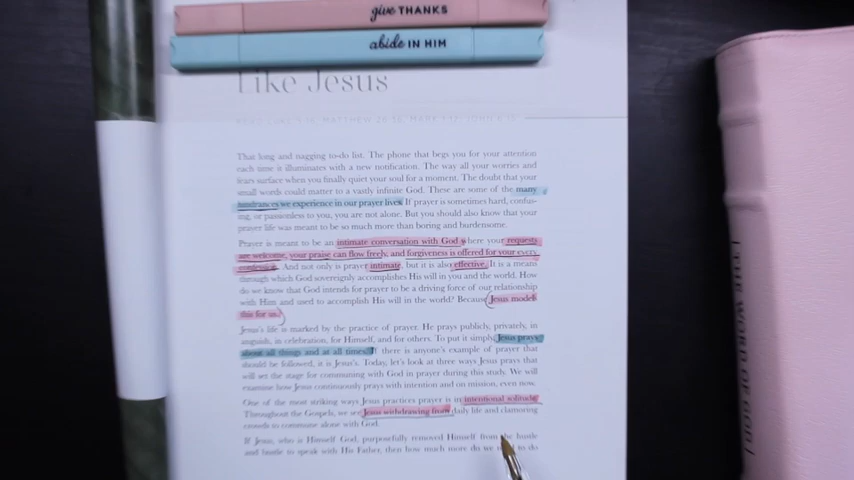 give THANKS
abide IN HIM
Like Jesus
That long and nagging to-do list. The phone that begs you for your attention
each time it illuminates with a new notification. The way all your worries and
fears surface when you finally quiet your soul for a moment. The doubt that your
small words could matter to a vastly infinite God. These are some of the many
hindrances we experience in our prayer lives. If prayer is sometimes hard, confus-
ing, or passionless to you, you are not alone. But you should also know that your
prayer life was meant to be so much more than boring and burdensome.
Prayer is meant to be an intimate conversation with God where your requests
are welcome, your praise can flow freely, and forgiveness is offered for your every
confession. And not only is prayer intimate, but it is also effective. It is a means
through which God sovereignly accomplishes His will in you and the world. How
do we know that God intends for prayer to be a driving force of our relationship
with Him and used to accomplish His will in the world? Because Jesus models
this for us.
Jesus's life is marked by the practice of prayer. He prays publicly, privately, in
anguish, in celebration, for Himself, and for others. To put it simply, Jesus prays
about all things and at all times. If there is anyone's example of prayer that
should be followed, it is Jesus's. Today, let's look at three ways Jesus prays that
will set the stage for communing with God in prayer during this study. We will
examine how Jesus continuously prays with intention and on mission, even now.
One of the most striking ways Jesus practices prayer is in intentional solitude.
Throughout the Gospels, we see Jesus withdrawing from daily life and clamoring
crowds to commune alone with God.
If Jesus, who is Himself God, purposefully removed Himself from the hustle
and bustle to speak with His Father, then how much more do we to do
[THE WORD OF GOD]